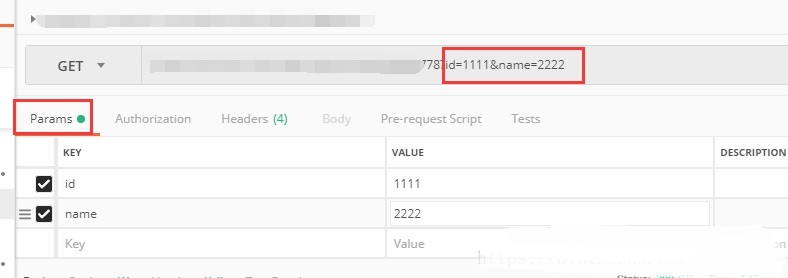 GET 778?id=1111&name=2222
Params Authorization Headers (4) Body Pre-request Script Tests
KEY VALUE DESCRIPTION
id 1111
name 2222
Key Value